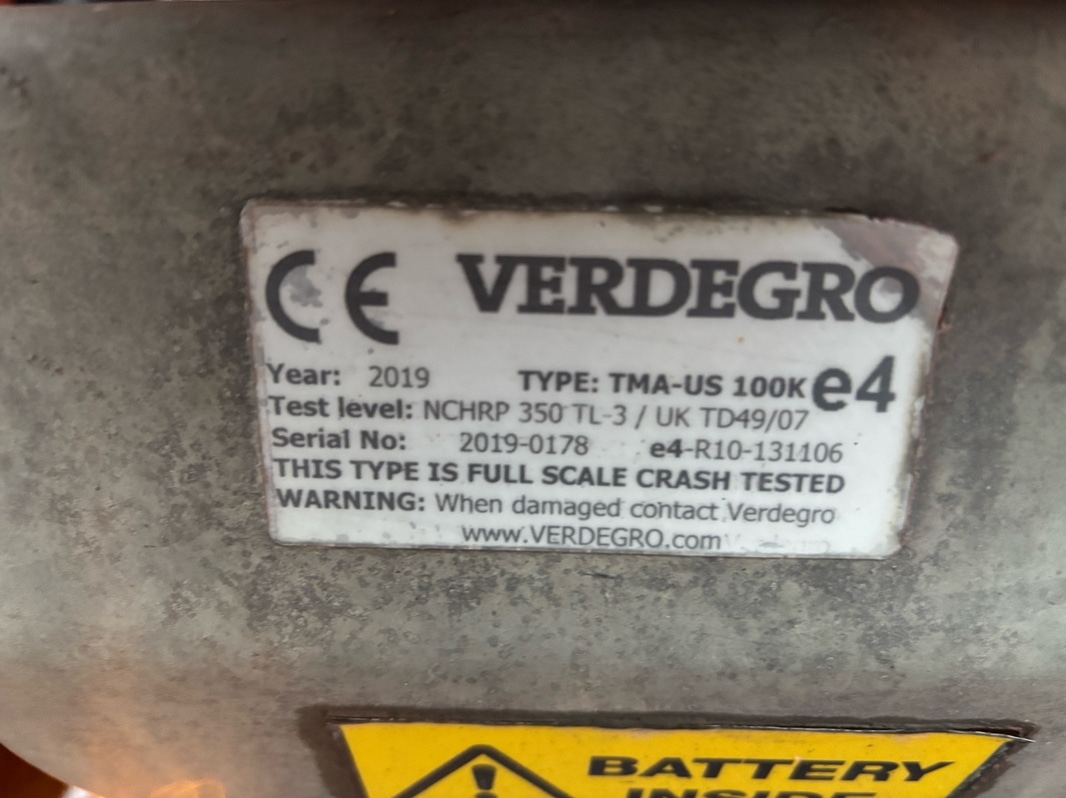 CE VERDEGRO
Year: 2019 TYPE: TMA-US 100K e4
Test level: NCHRP 350 TL-3 / UK TD49/07
Serial No: 2019-0178 e4-R10-131106
THIS TYPE IS FULL SCALE CRASH TESTED
WARNING: When damaged contact Verdegro
www.VERDEGRO.com
BATTERY
INSIDE